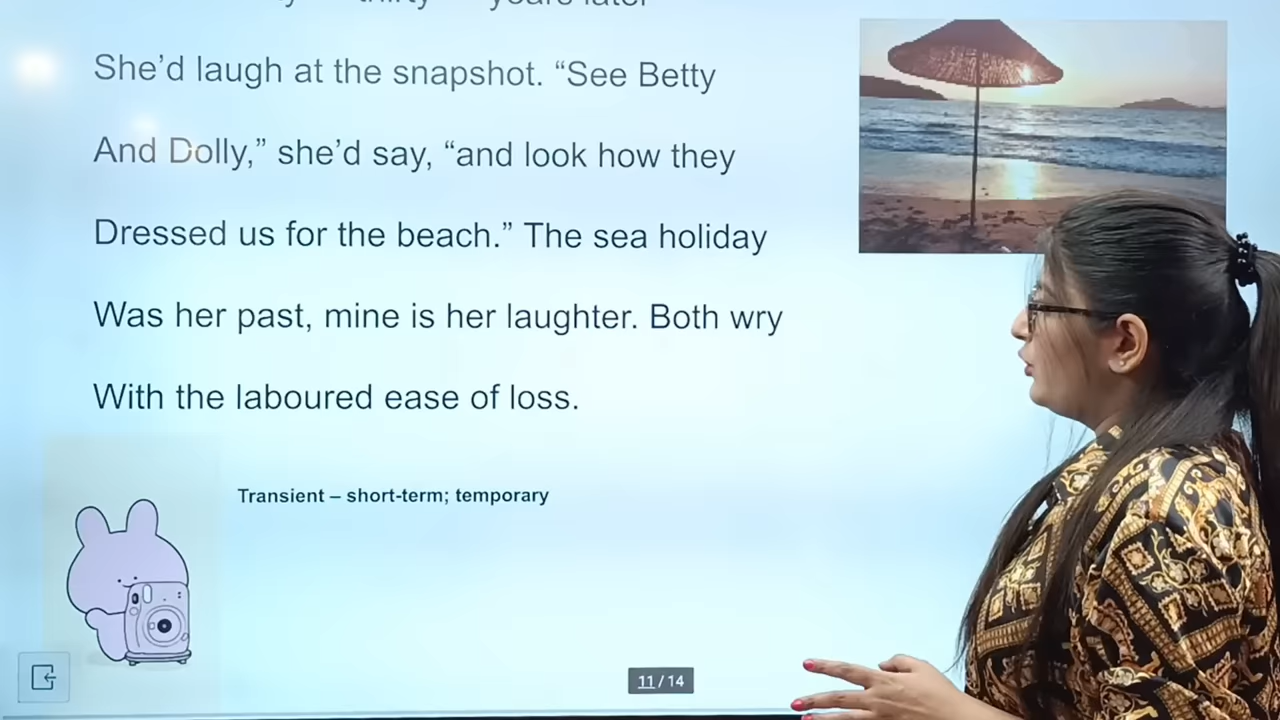 years later
She'd laugh at the snapshot. “See Betty
And Dolly,” she'd say, “and look how they
Dressed us for the beach.” The sea holiday
Was her past, mine is her laughter. Both wry
With the laboured ease of loss.
Transient – short-term; temporary
11 / 14